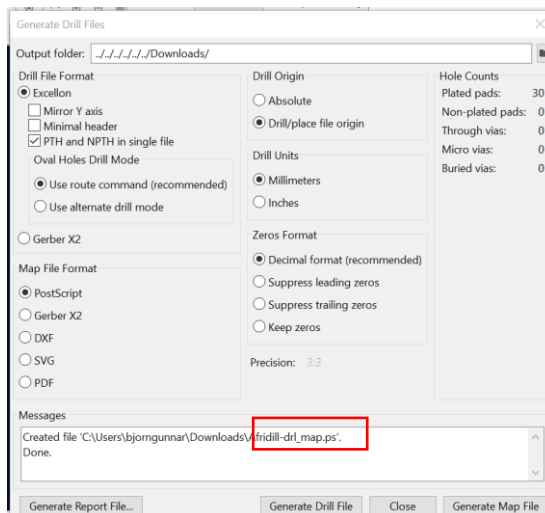 Generate Drill Files
Output folder: ../../../../../../Downloads/
Drill File Format
Excellon
Mirror Y axis
Minimal header
PTH and NPTH in single file
Oval Holes Drill Mode
Use route command (recommended)
Use alternate drill mode
Gerber X2
Map File Format
PostScript
Gerber X2
DXF
SVG
PDF
Drill Origin
Absolute
Drill/place file origin
Drill Units
Millimeters
Inches
Zeros Format
Decimal format (recommended)
Suppress leading zeros
Suppress trailing zeros
Keep zeros
Precision: 3:3
Hole Counts
Plated pads: 30
Non-plated pads: 0
Through vias: 0
Micro vias: 0
Buried vias: 0
Messages
Created file 'C:\Users\bjorngunnar\Downloads\Afridill-drl_map.ps'.
Done.
Generate Report File... Generate Drill File Close Generate Map File